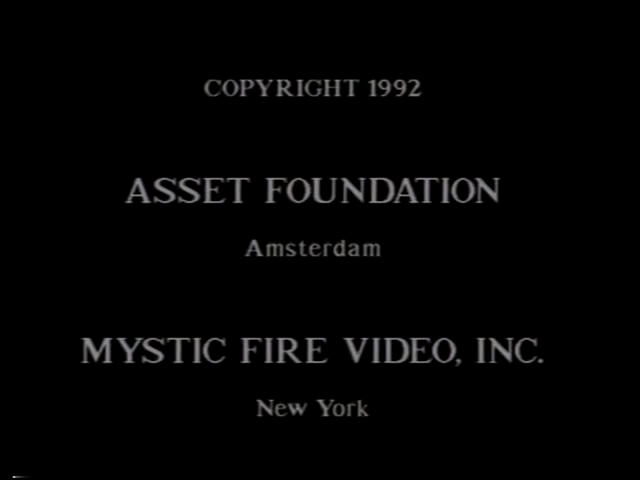 COPYRIGHT 1992
ASSET FOUNDATION
Amsterdam
MYSTIC FIRE VIDEO, INC.
New York